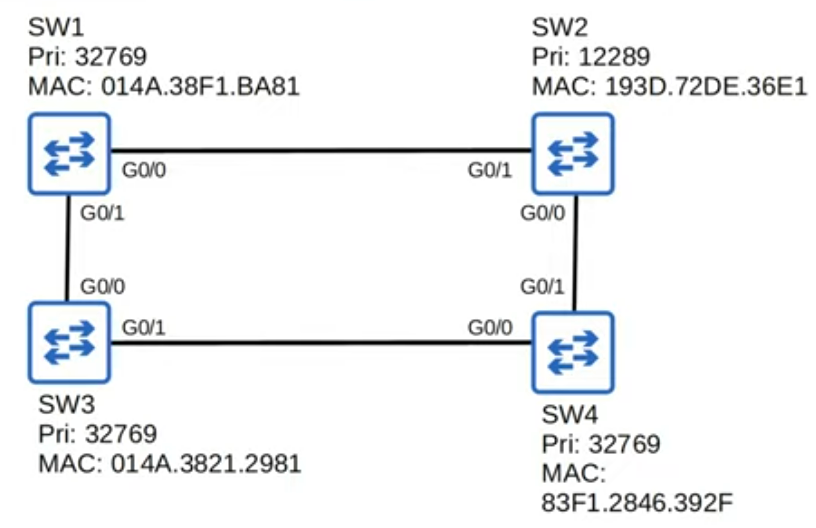 SW1
Pri: 32769
MAC: 014A.38F1.BA81
SW2
Pri: 12289
MAC: 193D.72DE.36E1
G0/0
G0/1
G0/1
G0/0
G0/0
G0/1
G0/1
G0/0
SW3
Pri: 32769
MAC: 014A.3821.2981
SW4
Pri: 32769
MAC:
83F1.2846.392F